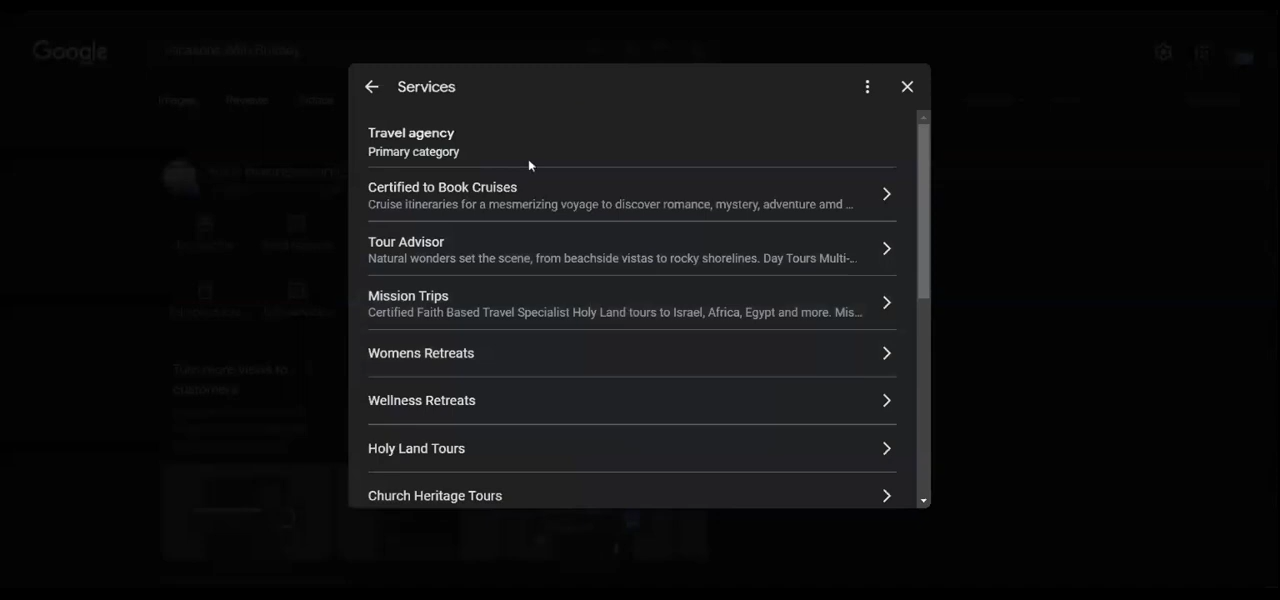 Google
Services
Travel agency
Primary category
Certified to Book Cruises
Cruise itineraries for a mesmerizing voyage to discover romance, mystery, adventure amd ...
Tour Advisor
Natural wonders set the scene, from beachside vistas to rocky shorelines. Day Tours Multi-...
Mission Trips
Certified Faith Based Travel Specialist Holy Land tours to Israel, Africa, Egypt and more. Mis...
Womens Retreats
Wellness Retreats
Holy Land Tours
Church Heritage Tours